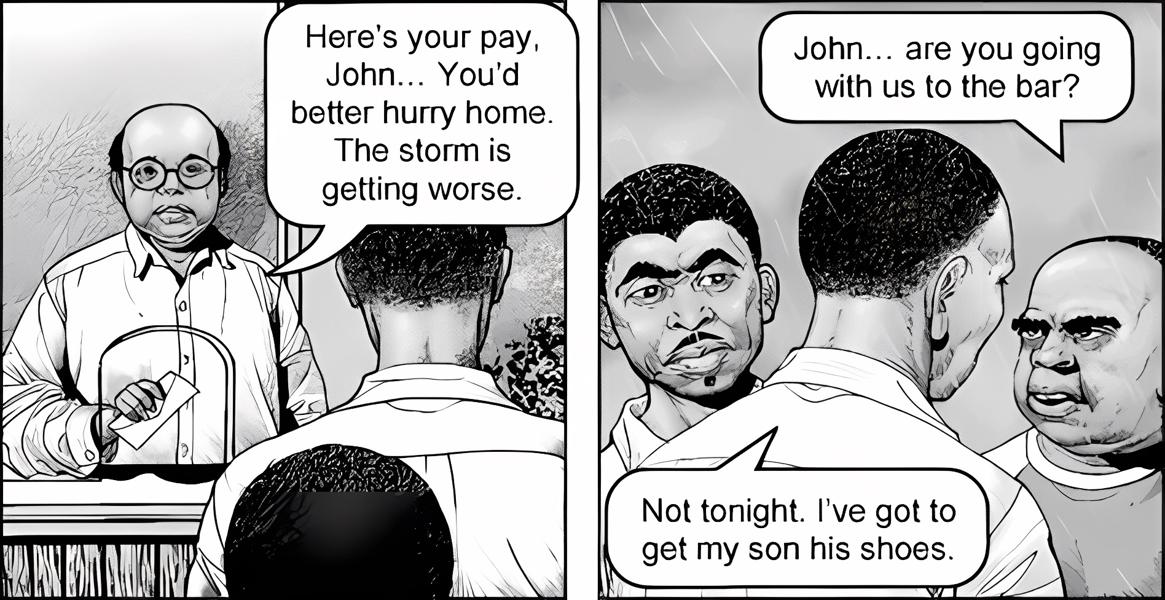 Here's your pay,
John... You'd
better hurry home.
The storm is
getting worse.
John... are you going
with us to the bar?
Not tonight. I've got to
get my son his shoes.